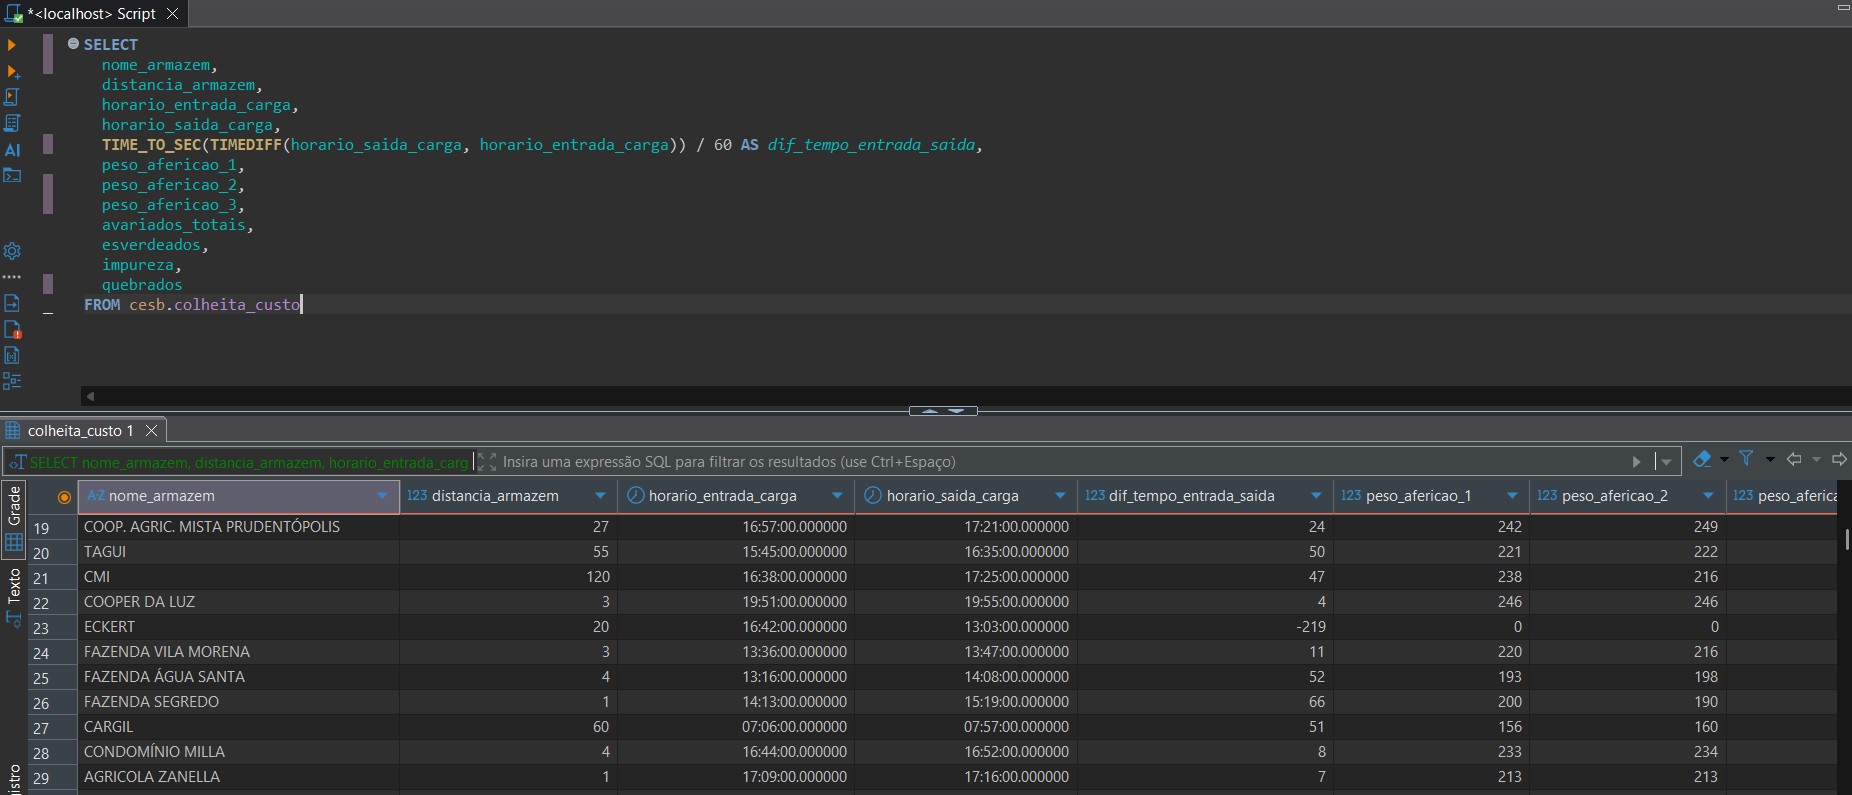 *<localhost> Script
SELECT
nome_armazem,
distancia_armazem,
horario_entrada_carga,
horario_saida_carga,
TIME_TO_SEC(TIMEDIFF(horario_saida_carga, horario_entrada_carga)) / 60 AS dif_tempo_entrada_saida,
peso_afericao_1,
peso_afericao_2,
peso_afericao_3,
avariados_totais,
esverdeados,
impureza,
quebrados
FROM cesb.colheita_custo
AI
colheita_custo 1
SELECT nome_armazem, distancia_armazem, horario_entrada_carg Insira uma expressão SQL para filtrar os resultados (use Ctrl+Espaço)
Grade
Texto
A-Z nome_armazem 123 distancia_armazem horario_entrada_carga horario_saida_carga 123 dif_tempo_entrada_saida 123 peso_afericao_1 123 peso_afericao_2 123 peso_aferica
19 COOP. AGRIC. MISTA PRUDENTÓPOLIS 27 16:57:00.000000 17:21:00.000000 24 242 249
20 TAGUI 55 15:45:00.000000 16:35:00.000000 50 221 222
21 CMI 120 16:38:00.000000 17:25:00.000000 47 238 216
22 COOPER DA LUZ 3 19:51:00.000000 19:55:00.000000 4 246 246
23 ECKERT 20 16:42:00.000000 13:03:00.000000 -219 0 0
24 FAZENDA VILA MORENA 3 13:36:00.000000 13:47:00.000000 11 220 216
25 FAZENDA ÁGUA SANTA 4 13:16:00.000000 14:08:00.000000 52 193 198
26 FAZENDA SEGREDO 1 14:13:00.000000 15:19:00.000000 66 200 190
27 CARGIL 60 07:06:00.000000 07:57:00.000000 51 156 160
28 CONDOMÍNIO MILLA 4 16:44:00.000000 16:52:00.000000 8 233 234
29 AGRICOLA ZANELLA 1 17:09:00.000000 17:16:00.000000 7 213 213